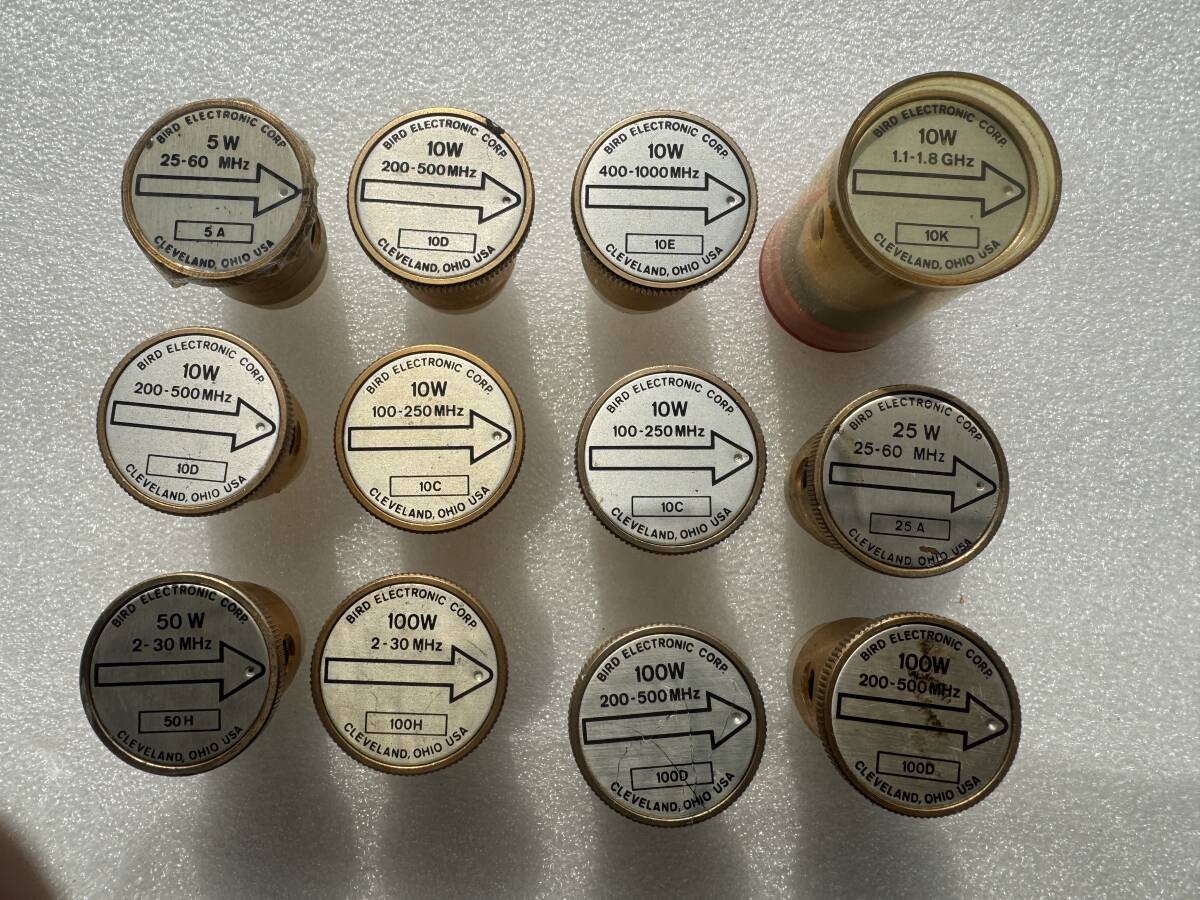 BIRD ELECTRONIC CORP.
5 W
25-60 MHz
5 A
CLEVELAND, OHIO USA
BIRD ELECTRONIC CORP.
10W
200-500MHz
10D
CLEVELAND, OHIO USA
BIRD ELECTRONIC CORP.
10W
400-1000MHz
10E
CLEVELAND, OHIO USA
BIRD ELECTRONIC CORP.
10W
1.1-1.8 GHz
10K
CLEVELAND, OHIO USA
BIRD ELECTRONIC CORP.
10W
200-500MHz
10D
CLEVELAND, OHIO USA
BIRD ELECTRONIC CORP.
10W
100-250MHz
10C
CLEVELAND, OHIO USA
BIRD ELECTRONIC CORP.
10W
100-250MHz
10C
CLEVELAND, OHIO USA
BIRD ELECTRONIC CORP.
25 W
25-60 MHz
25 A
CLEVELAND, OHIO USA
BIRD ELECTRONIC CORP.
50 W
2-30 MHz
50H
CLEVELAND, OHIO USA
BIRD ELECTRONIC CORP.
100W
2-30 MHz
100H
CLEVELAND, OHIO USA
BIRD ELECTRONIC CORP.
100W
200-500MHz
100D
CLEVELAND, OHIO USA
BIRD ELECTRONIC CORP.
100W
200-500MHz
100D
CLEVELAND, OHIO USA